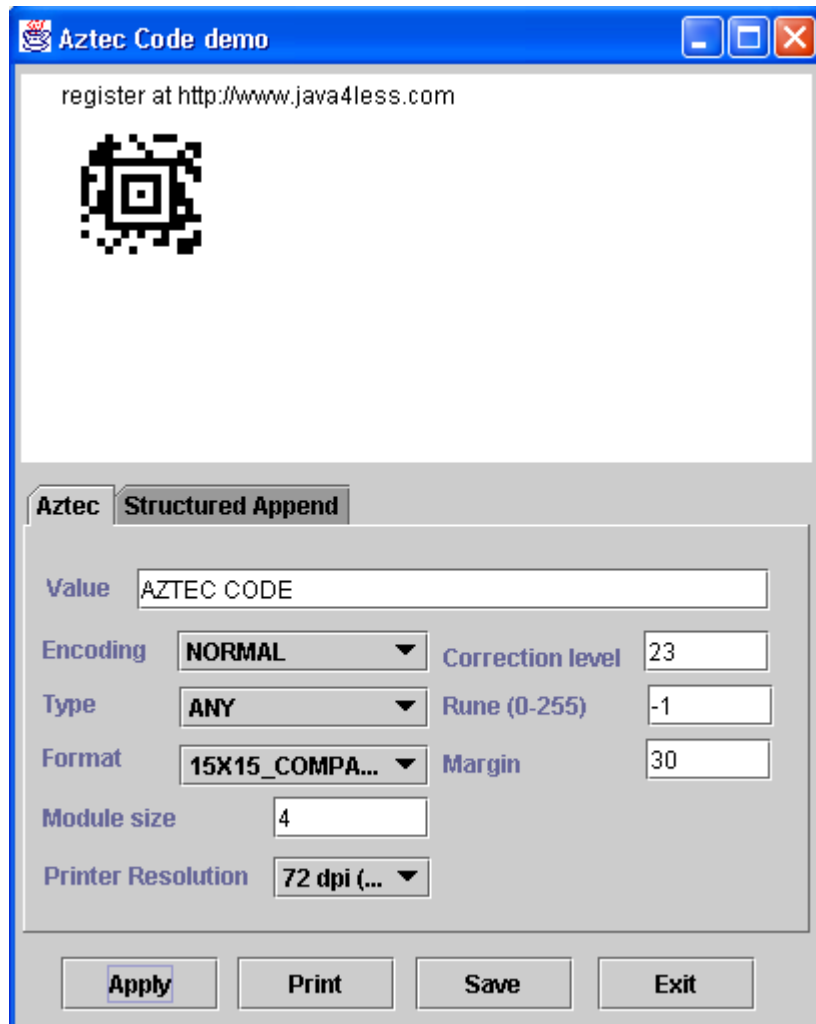 Aztec Code demo
register at http://www.java4less.com
Aztec Structured Append
Value AZTEC CODE
Encoding NORMAL Correction level 23
Type ANY Rune (0-255) -1
Format 15X15_COMPA... Margin 30
Module size 4
Printer Resolution 72 dpi (...
Apply Print Save Exit